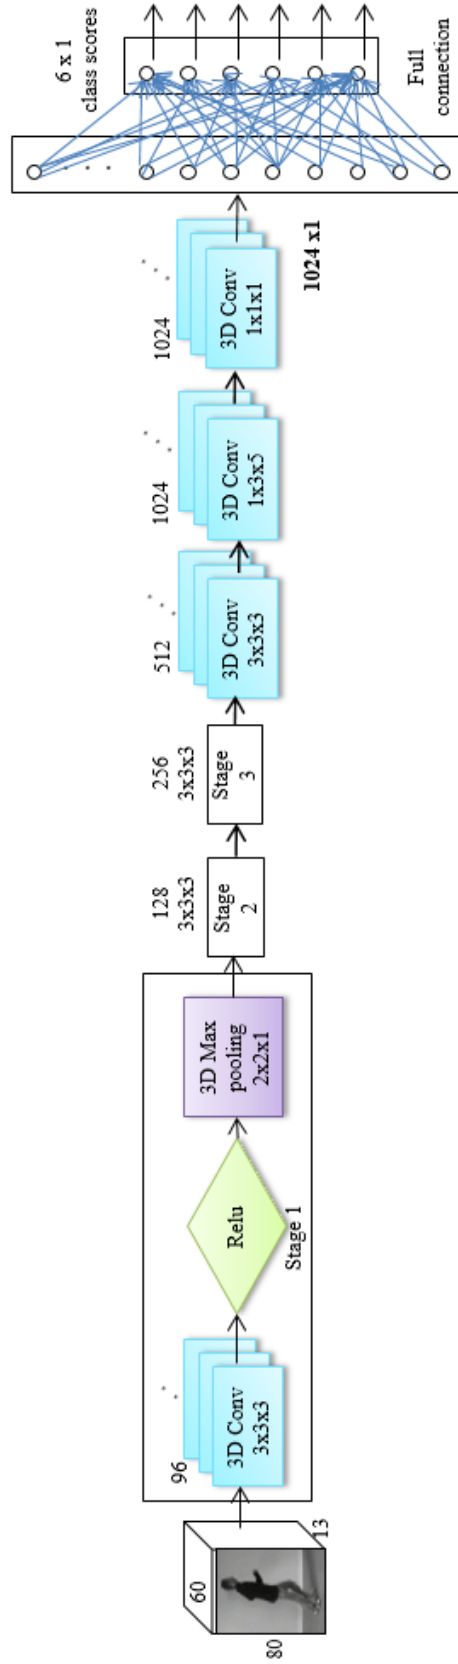 60
80
13
96
3D Conv
3x3x3
Relu
3D Max
pooling
2x2x1
Stage 1
128
3x3x3
Stage
2
256
3x3x3
Stage
3
512
3D Conv
3x3x3
1024
3D Conv
1x3x5
1024
3D Conv
1x1x1
1024 x1
6 x 1
class scores
Full
connection